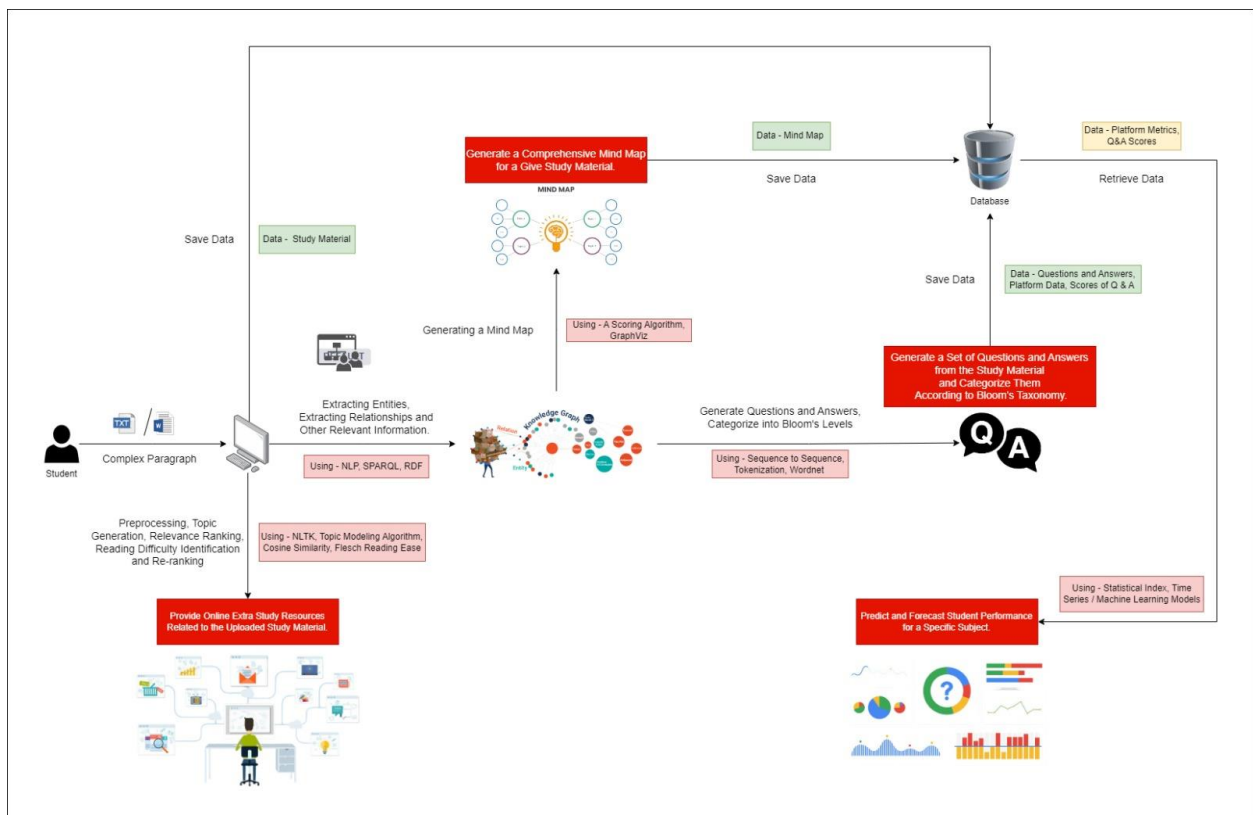 Data - Mind Map
Data - Platform Metrics,
Q&A Scores
Generate a Comprehensive Mind Map
for a Give Study Material.
Save Data
Retrieve Data
MIND MAP
Database
Save Data
Data - Study Material
Save Data
Data - Questions and Answers,
Platform Data, Scores of Q & A
Generating a Mind Map
Using - A Scoring Algorithm,
GraphViz
Generate a Set of Questions and Answers
from the Study Material
and Categorize Them
According to Bloom's Taxonomy.
TXT
W
Extracting Entities,
Extracting Relationships and
Other Relevant Information.
Knowledge Graph
Relation
Entity
Generate Questions and Answers,
Categorize into Bloom's Levels
Q
A
Student
Complex Paragraph
Using - NLP, SPARQL, RDF
Using - Sequence to Sequence,
Tokenization, Wordnet
Preprocessing, Topic
Generation, Relevance Ranking,
Reading Difficulty Identification
and Re-ranking
Using - NLTK, Topic Modeling Algorithm,
Cosine Similarity, Flesch Reading Ease
Using - Statistical Index, Time
Series / Machine Learning Models
Provide Online Extra Study Resources
Related to the Uploaded Study Material.
Predict and Forecast Student Performance
for a Specific Subject.
?